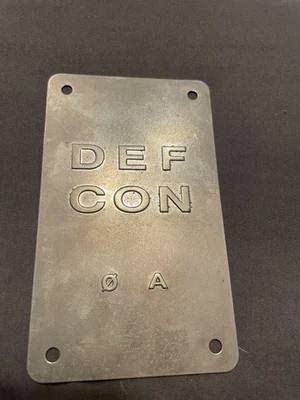 DEF
CON
Ø A